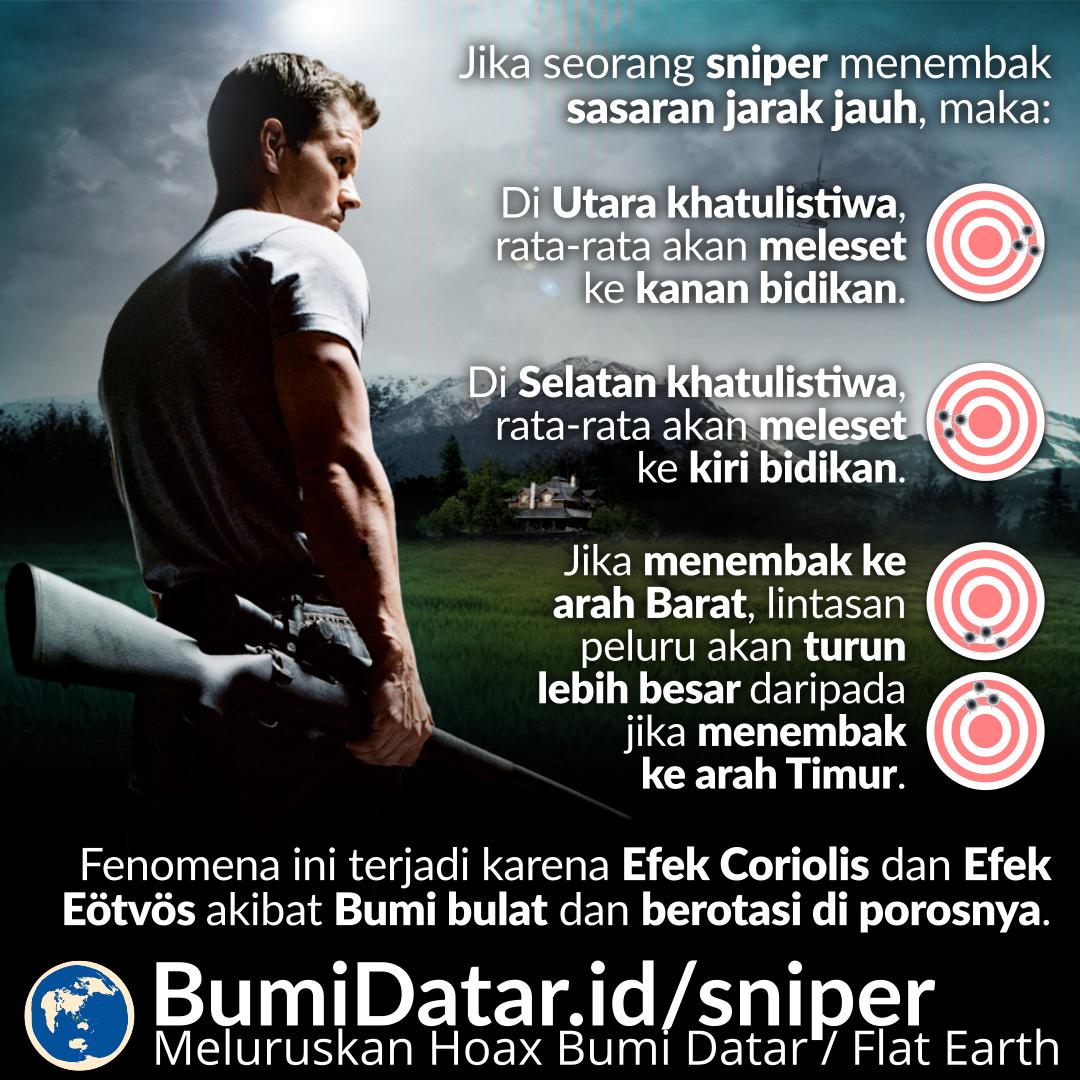 Jika seorang sniper menembak
sasaran jarak jauh, maka:
Di Utara khatulistiwa,
rata-rata akan meleset
ke kanan bidikan.
Di Selatan khatulistiwa,
rata-rata akan meleset
ke kiri bidikan.
Jika menembak ke
arah Barat, lintasan
peluru akan turun
lebih besar daripada
jika menembak
ke arah Timur.
Fenomena ini terjadi karena Efek Coriolis dan Efek
Eötvös akibat Bumi bulat dan berotasi di porosnya.
BumiDatar.id/sniper
Meluruskan Hoax Bumi Datar / Flat Earth